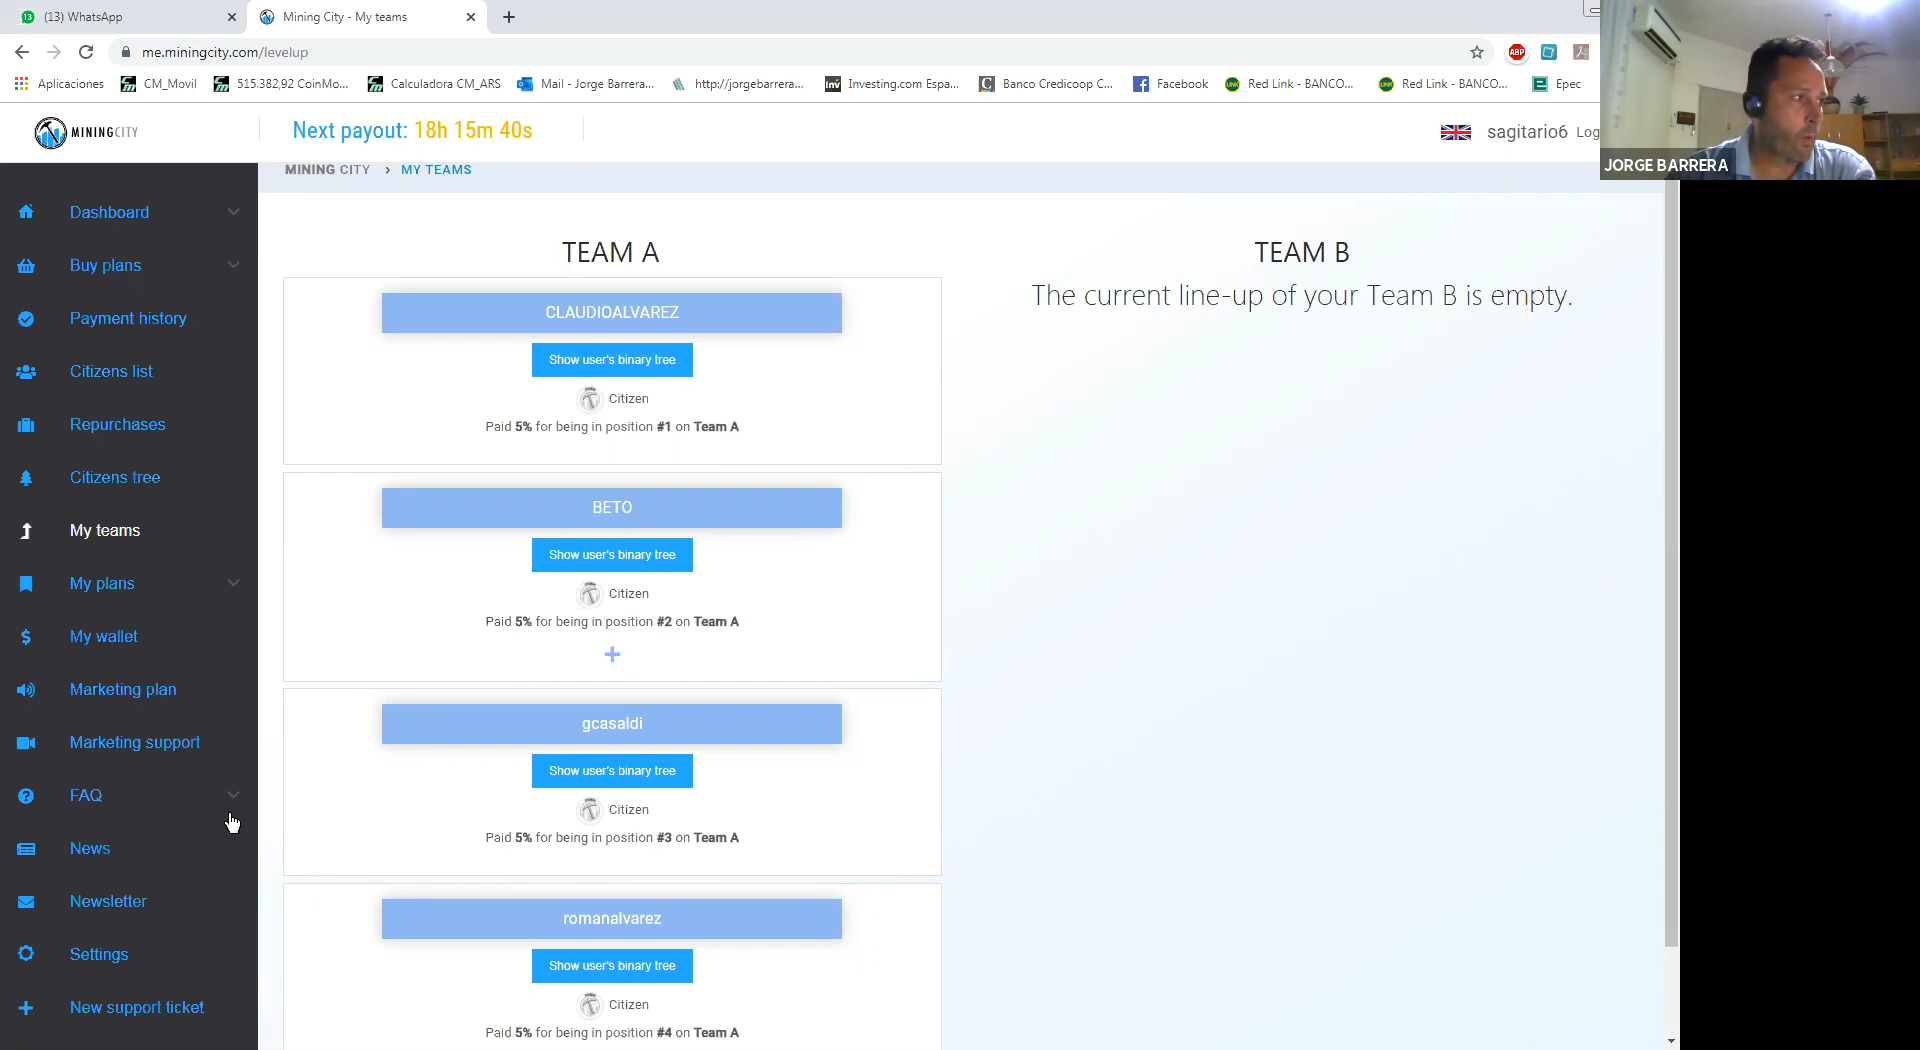 (13) WhatsApp
Mining City - My teams
me.miningcity.com/levelup
ABP
Aplicaciones
CM_Movil
515.382,92 CoinMo...
Calculadora CM_ARS
Mail - Jorge Barrera...
http://jorgebarrera...
Investing.com Espa...
Banco Credicoop C...
Facebook
Red Link - BANCO...
Red Link - BANCO...
Epec
MININGCITY
Next payout: 18h 15m 40s
sagitario6
Log
JORGE BARRERA
MINING CITY > MY TEAMS
Dashboard
Buy plans
Payment history
Citizens list
Repurchases
Citizens tree
My teams
My plans
My wallet
Marketing plan
Marketing support
FAQ
News
Newsletter
Settings
New support ticket
TEAM A
CLAUDIOALVAREZ
Show user's binary tree
Citizen
Paid 5% for being in position #1 on Team A
BETO
Show user's binary tree
Citizen
Paid 5% for being in position #2 on Team A
+
gcasaldi
Show user's binary tree
Citizen
Paid 5% for being in position #3 on Team A
romanalvarez
Show user's binary tree
Citizen
Paid 5% for being in position #4 on Team A
TEAM B
The current line-up of your Team B is empty.